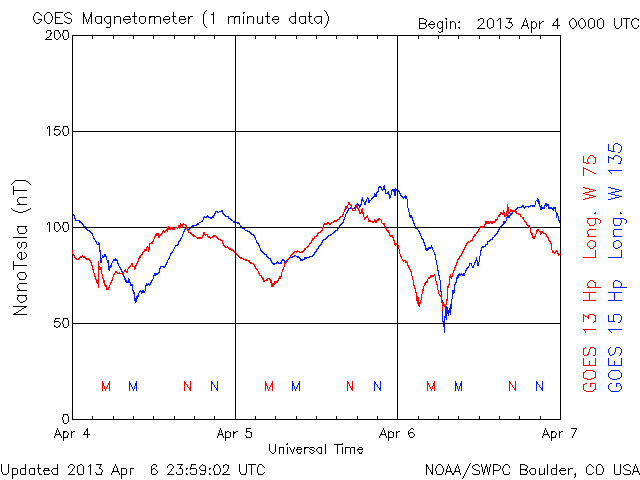 GOES Magnetometer (1 minute data)
Begin: 2013 Apr 4 0000 UTC
200
150
100
50
0
NanoTesla (nT)
M M N N M M N N M M N N
Apr 4 Apr 5 Apr 6 Apr 7
Universal Time
GOES 13 Hp Long. W 75
GOES 15 Hp Long. W 135
Updated 2013 Apr 6 23:59:02 UTC
NOAA/SWPC Boulder, CO USA